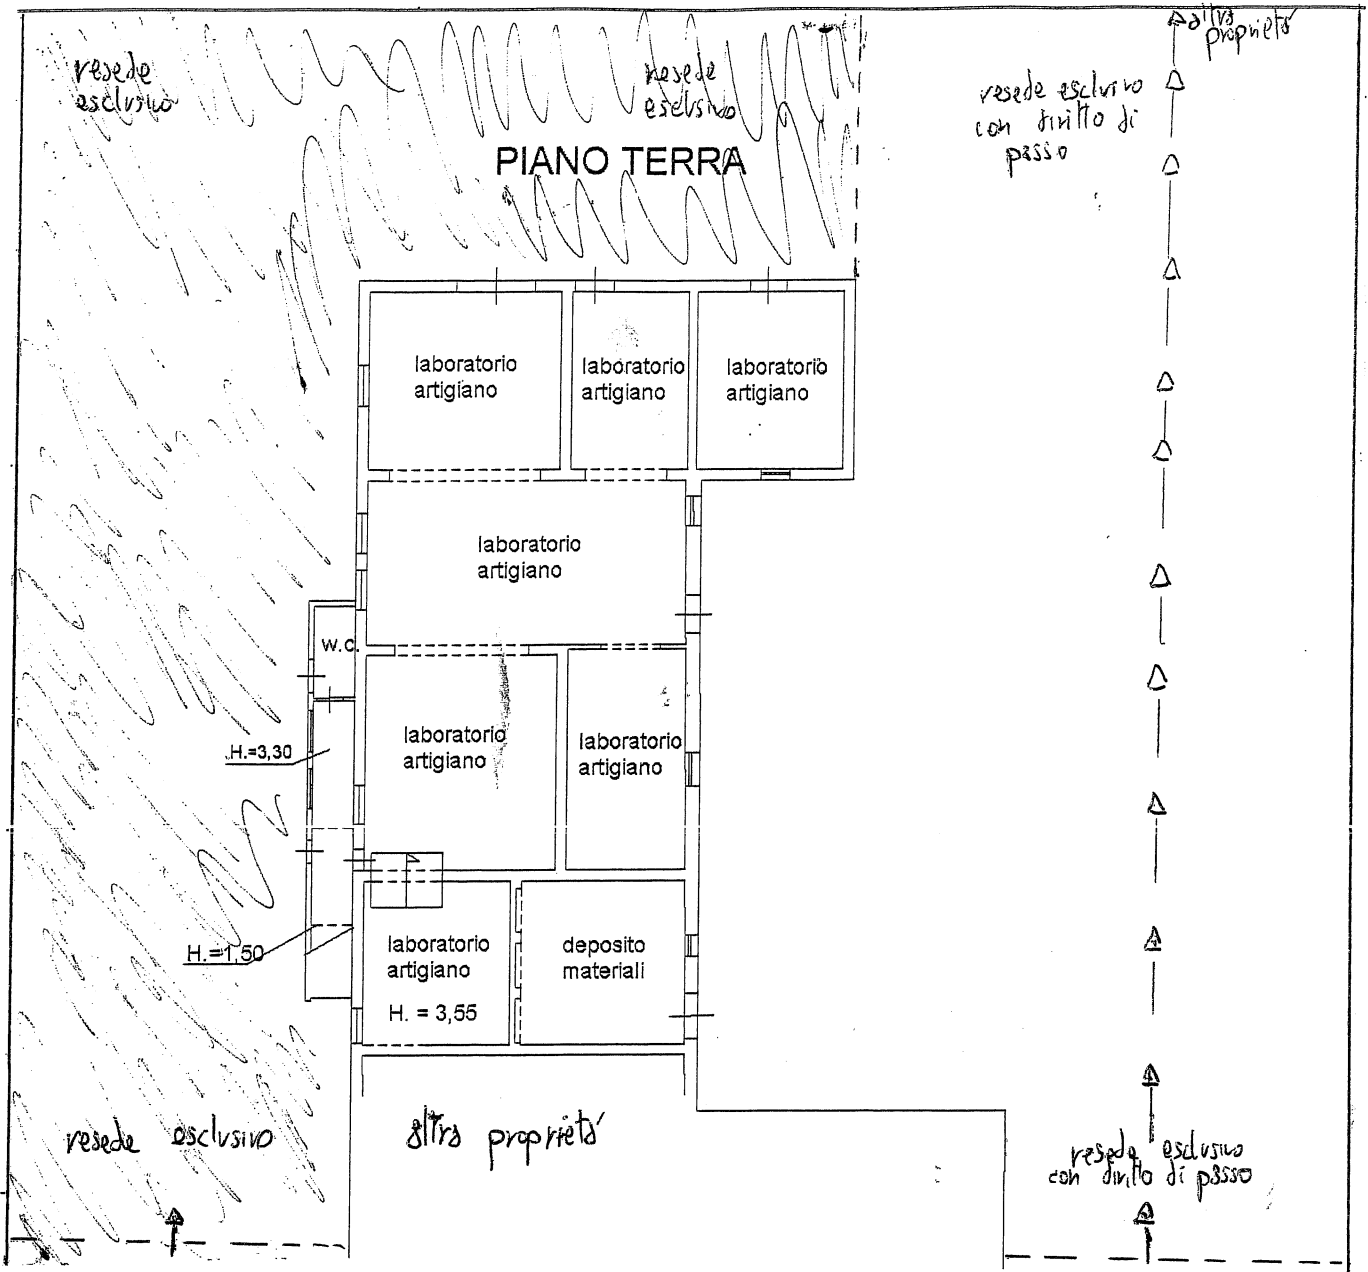 altra
proprietá
resede
esclusivo
resede
esclusivo
resede esclusivo
con diritto di
passo
PIANO TERRA
laboratorio
artigiano
laboratorio
artigiano
laboratorio
artigiano
laboratorio
artigiano
W.C.
laboratorio
artigiano
laboratorio
artigiano
H.=3,30
H.=1,50
laboratorio
artigiano
H. = 3,55
deposito
materiali
resede esclusivo
altra proprietá
resede esclusivo
con diritto di passo